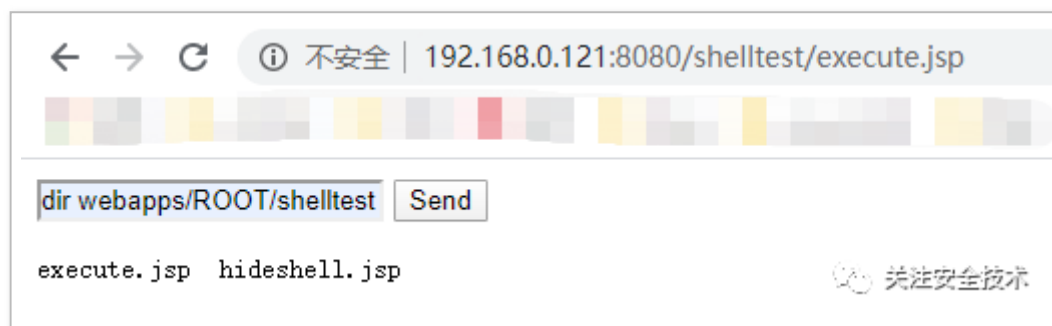 不安全 | 192.168.0.121:8080/shelltest/execute.jsp
dir webapps/ROOT/shelltest Send
execute.jsp hideshell.jsp
关注安全技术